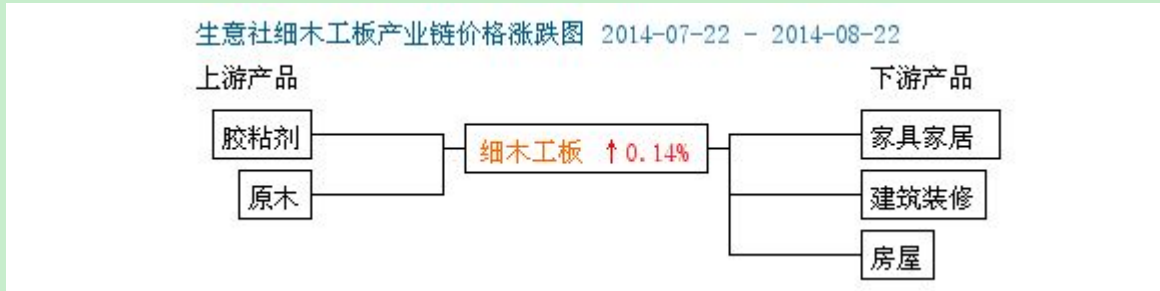 生意社细木工板产业链价格涨跌图 2014-07-22 - 2014-08-22
上游产品 下游产品
胶粘剂 细木工板 ↑0.14% 家具家居
原木 建筑装修
房屋